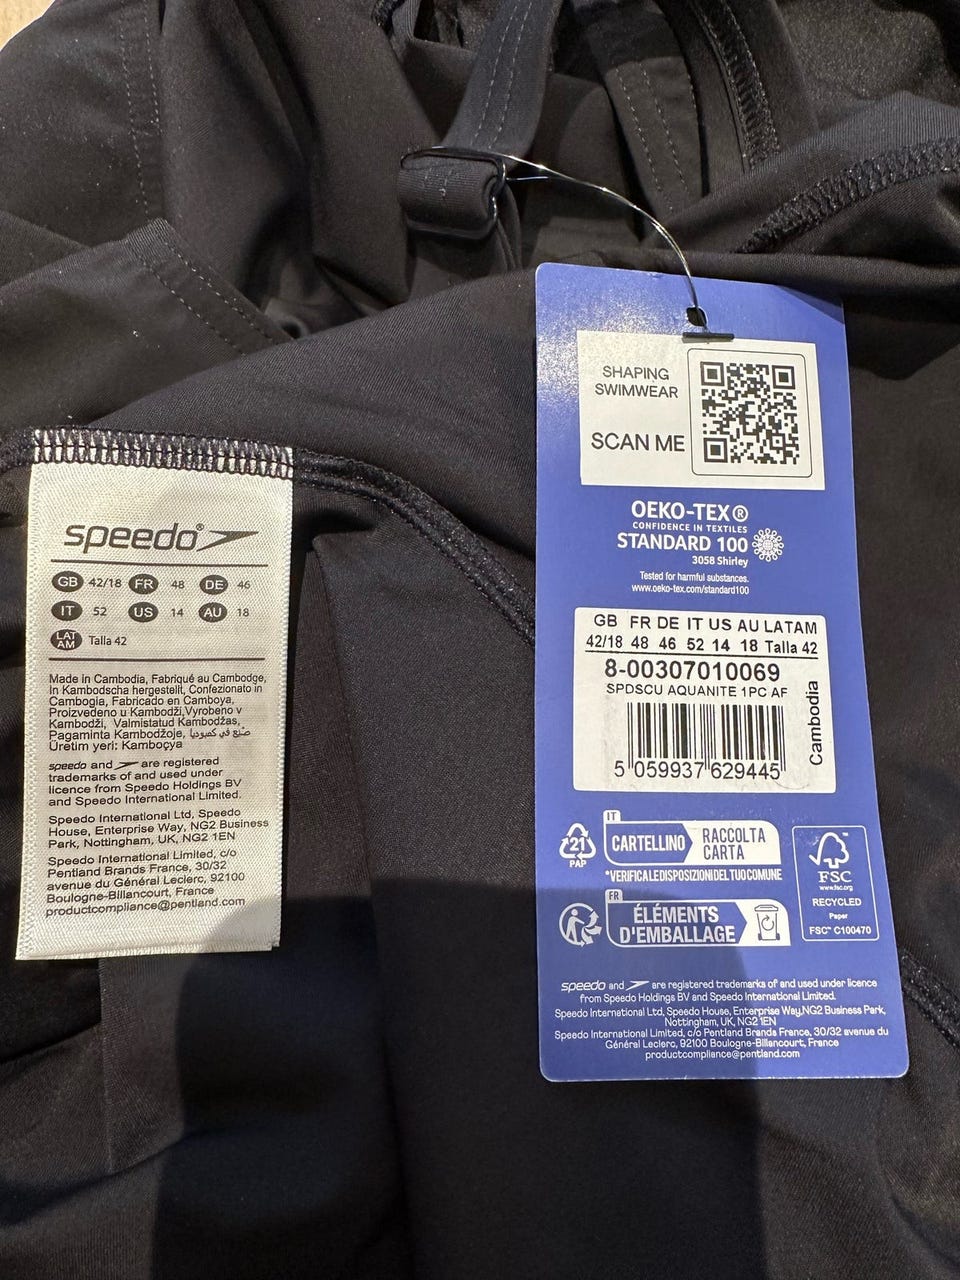 speedo®
GB 42/18 FR 48 DE 46
IT 52 US 14 AU 18
LAT AM Talla 42
Made in Cambodia, Fabriqué au Cambodge,
In Kambodscha hergestellt, Confezionato in
Cambogia, Fabricado en Camboya,
Proizvedeno u Kambodži,Vyrobeno v
Kambodži, Valmistatud Kambodžas,
Pagaminta Kambodžoje, صنع في كمبوديا
Üretim yeri: Kamboçya
speedo and are registered
trademarks of and used under
licence from Speedo Holdings BV
and Speedo International Limited.
Speedo International Ltd, Speedo
House, Enterprise Way, NG2 Business
Park, Nottingham, UK, NG2 1EN
Speedo International Limited, c/o
Pentland Brands France, 30/32
avenue du Général Leclerc, 92100
Boulogne-Billancourt, France
productcompliance@pentland.com
SHAPING
SWIMWEAR
SCAN ME
OEKO-TEX®
CONFIDENCE IN TEXTILES
STANDARD 100
3058 Shirley
Tested for harmful substances.
www.oeko-tex.com/standard100
GB FR DE IT US AU LATAM
42/18 48 46 52 14 18 Talla 42
8-00307010069
SPDSCU AQUANITE 1PC AF
Cambodia
5 059937 629445
21
PAP
IT
CARTELLINO RACCOLTA CARTA
*VERIFICA LE DISPOSIZIONI DEL TUO COMUNE
FR
ÉLÉMENTS
D'EMBALLAGE
FSC
www.fsc.org
RECYCLED
Paper
FSC™ C100470
speedo and are registered trademarks of and used under licence
from Speedo Holdings BV and Speedo International Limited.
Speedo International Ltd, Speedo House, Enterprise Way,NG2 Business Park,
Nottingham, UK, NG2 1EN
Speedo International Limited, c/o Pentland Brands France, 30/32 avenue du
Général Leclerc, 92100 Boulogne-Billancourt, France
productcompliance@pentland.com